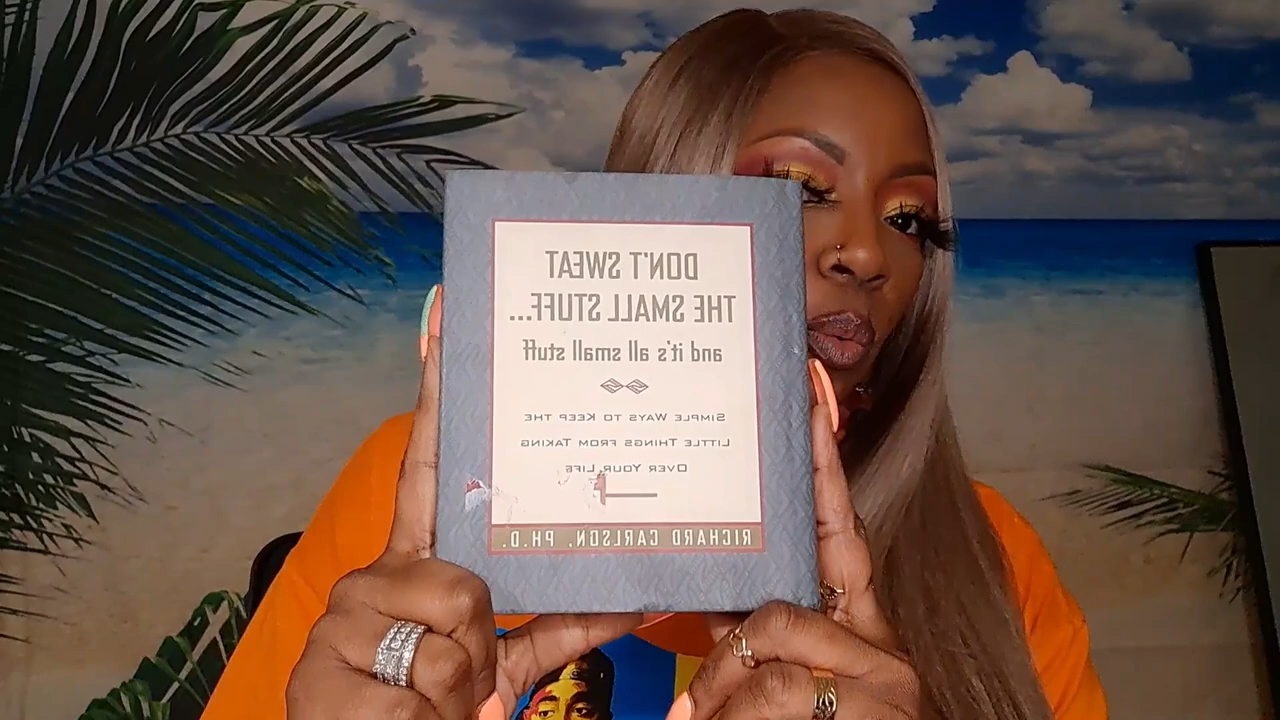 DON'T SWEAT
THE SMALL STUFF...
and it's all small stuff
SIMPLE WAYS TO KEEP THE
LITTLE THINGS FROM TAKING
OVER YOUR LIFE
RICHARD CARLSON, PH.D.